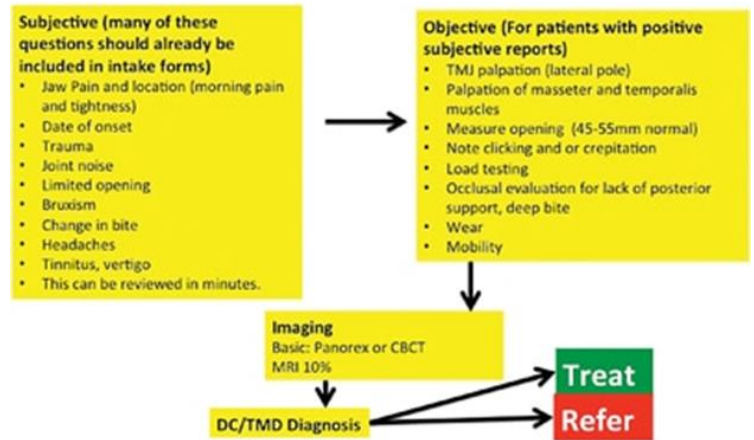 Subjective (many of these
questions should already be
included in intake forms)
• Jaw Pain and location (morning pain
and tightness)
• Date of onset
• Trauma
• Joint noise
• Limited opening
• Bruxism
• Change in bite
• Headaches
• Tinnitus, vertigo
• This can be reviewed in minutes.
Objective (For patients with positive
subjective reports)
• TMJ palpation (lateral pole)
• Palpation of masseter and temporalis
muscles
• Measure opening (45-55mm normal)
• Note clicking and or crepitation
• Load testing
• Occlusal evaluation for lack of posterior
support, deep bite
• Wear
• Mobility
Imaging
Basic: Panorex or CBCT
MRI 10%
DC/TMD Diagnosis
Treat
Refer